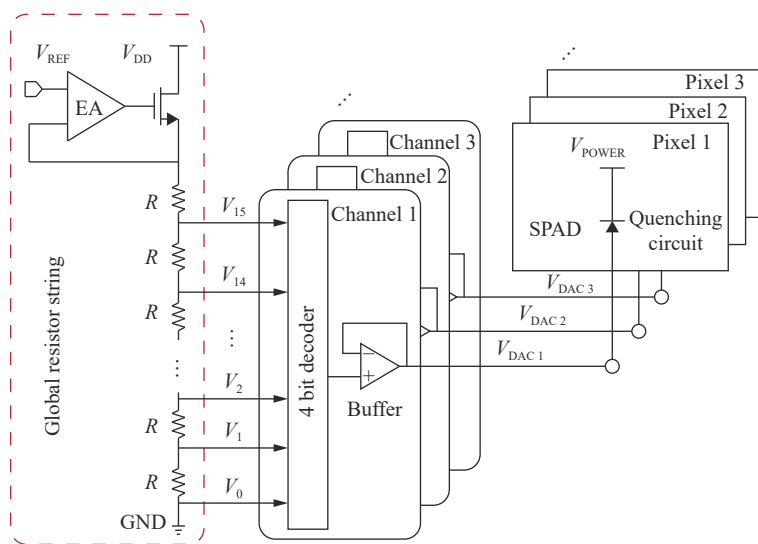 V_REF
V_DD
EA
R
R
R
R
R
Global resistor string
GND
V_15
V_14
V_2
V_1
V_0
Channel 3
Channel 2
Channel 1
4 bit decoder
Buffer
Pixel 3
Pixel 2
Pixel 1
V_POWER
SPAD
Quenching
circuit
V_DAC 3
V_DAC 2
V_DAC 1